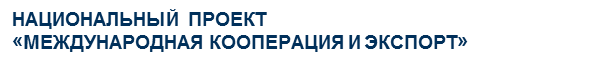 НАЦИОНАЛЬНЫЙ ПРОЕКТ
«МЕЖДУНАРОДНАЯ КООПЕРАЦИЯ И ЭКСПОРТ»